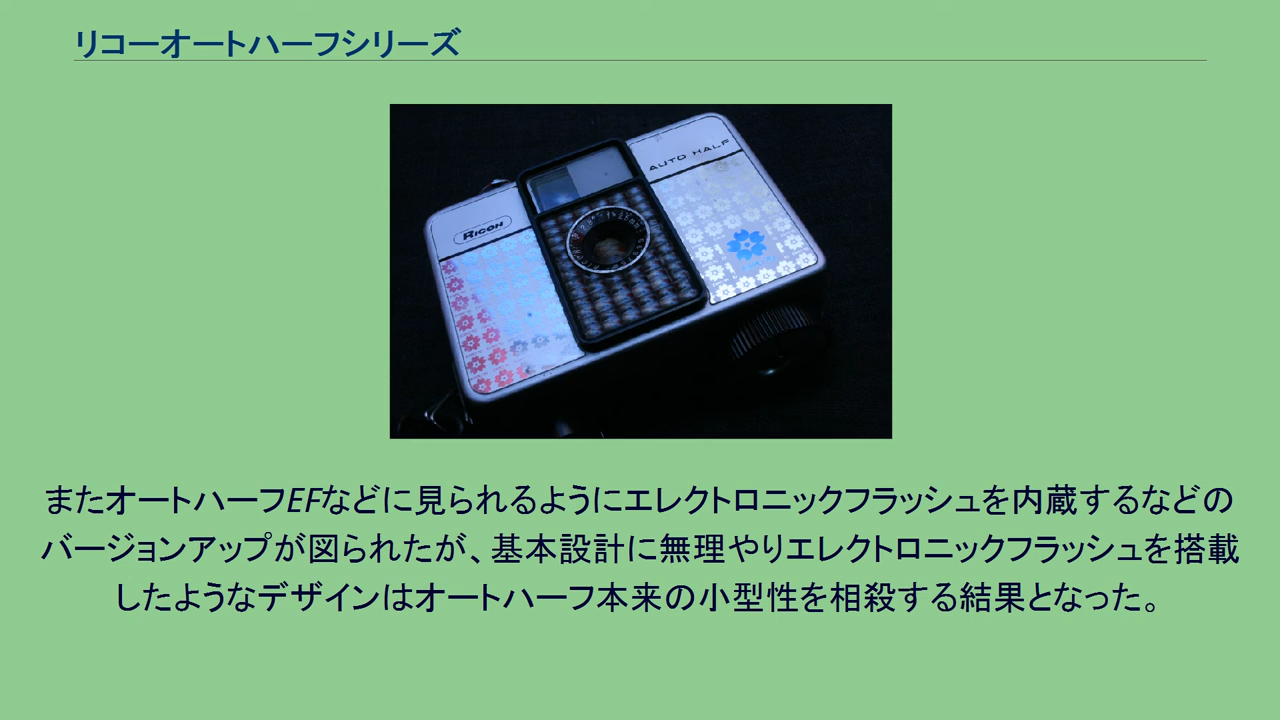 リコーオートハーフシリーズ
AUTO HALF
RICOH
またオートハーフEFなどに見られるようにエレクトロニックフラッシュを内蔵するなどの
バージョンアップが図られたが、基本設計に無理やりエレクトロニックフラッシュを搭載
したようなデザインはオートハーフ本来の小型性を相殺する結果となった。